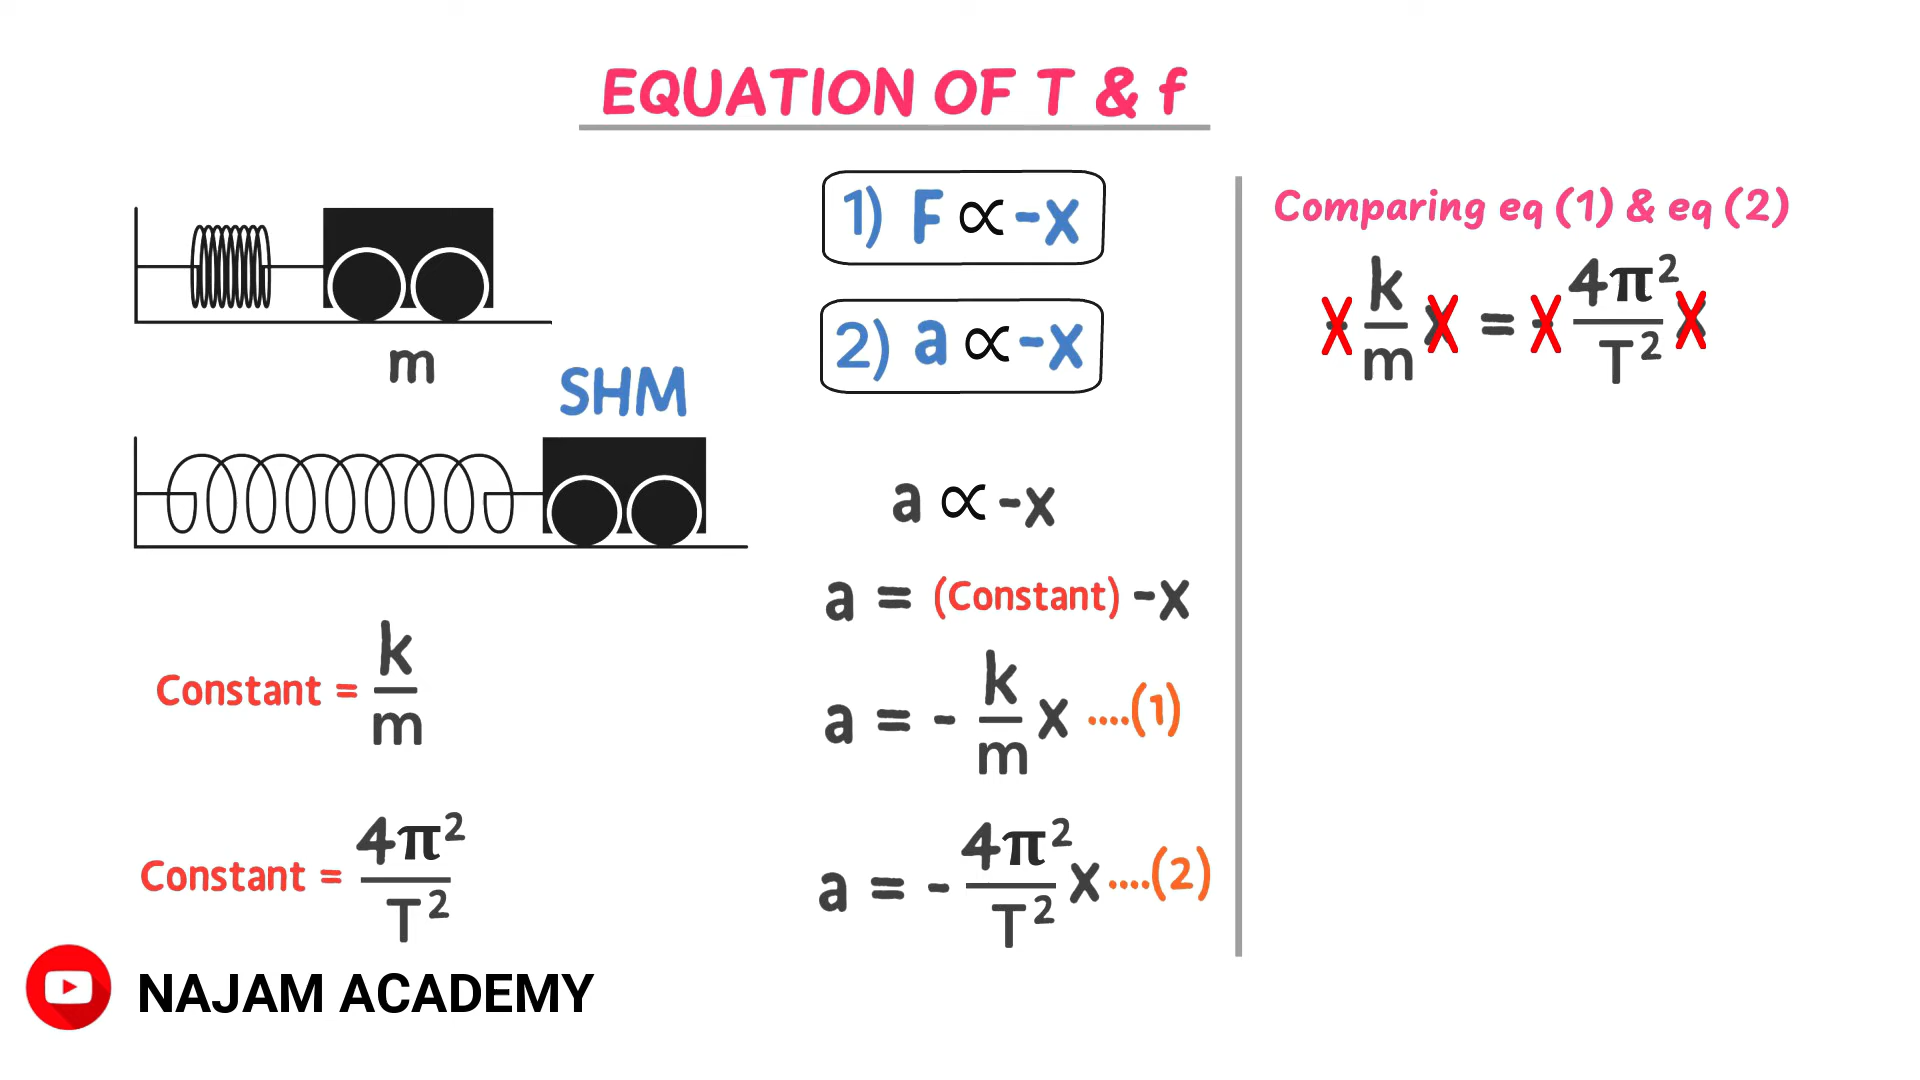 EQUATION OF T & f
m
SHM
Constant = k/m
Constant = 4π²/T²
NAJAM ACADEMY
1) F ∝ -x
2) a ∝ -x
a ∝ -x
a = (Constant) -x
a = - k/m x ....(1)
a = - 4π²/T² x ....(2)
Comparing eq (1) & eq (2)
- k/m x = - 4π²/T² x